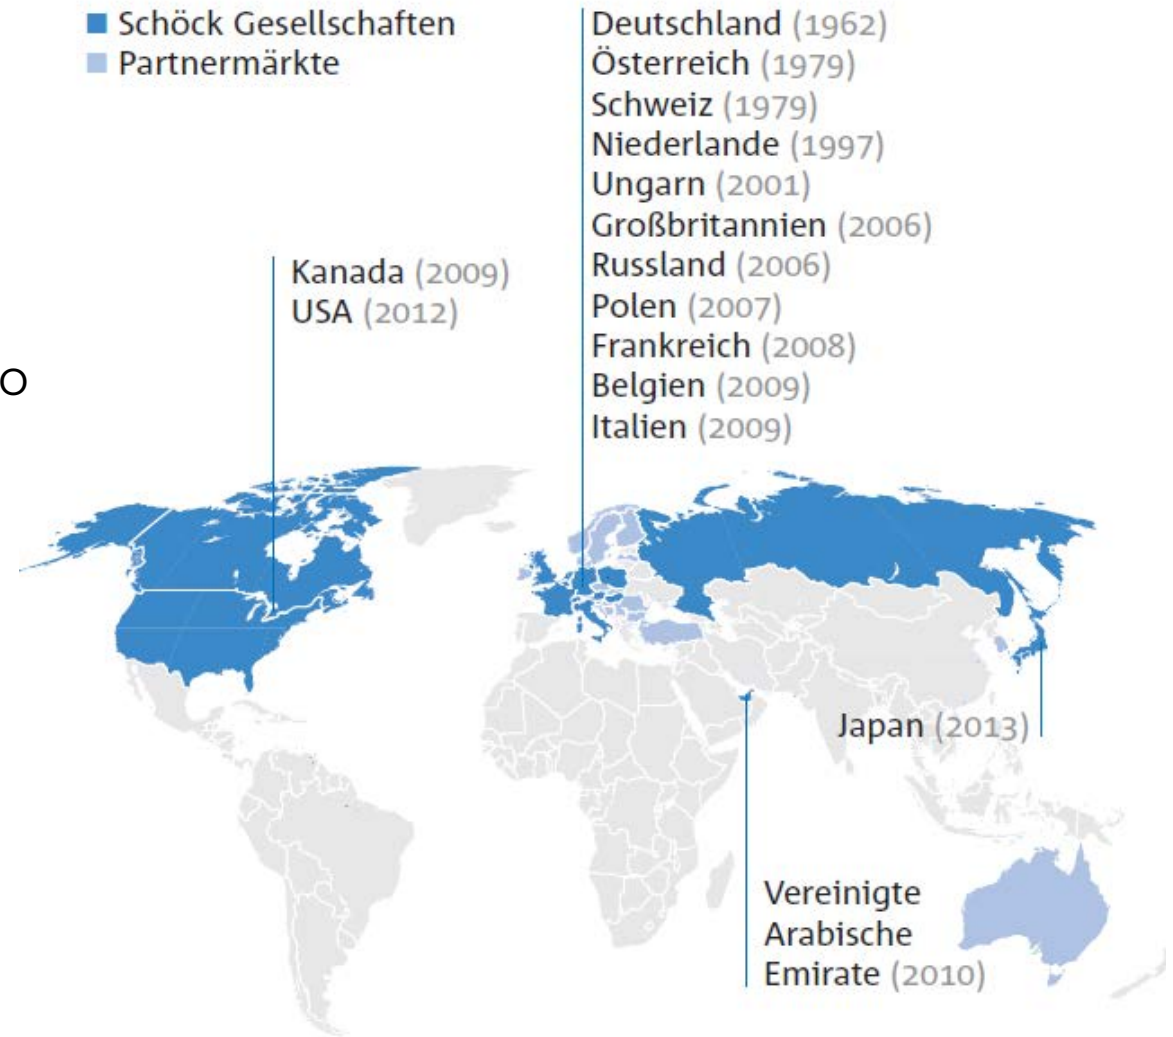 Schöck Gesellschaften
Partnermärkte
Deutschland (1962)
Österreich (1979)
Schweiz (1979)
Niederlande (1997)
Ungarn (2001)
Großbritannien (2006)
Russland (2006)
Polen (2007)
Frankreich (2008)
Belgien (2009)
Italien (2009)
Kanada (2009)
USA (2012)
O
Japan (2013)
Vereinigte
Arabische
Emirate (2010)